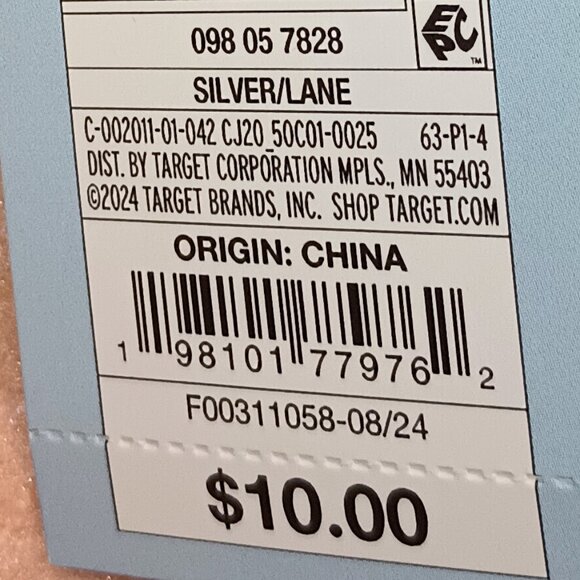 EPC
TM
098 05 7828
SILVER/LANE
C-002011-01-042 CJ20_50C01-0025 63-P1-4
DIST. BY TARGET CORPORATION MPLS., MN 55403
©2024 TARGET BRANDS, INC. SHOP TARGET.COM
ORIGIN: CHINA
1 98101 77976 2
F00311058-08/24
$10.00